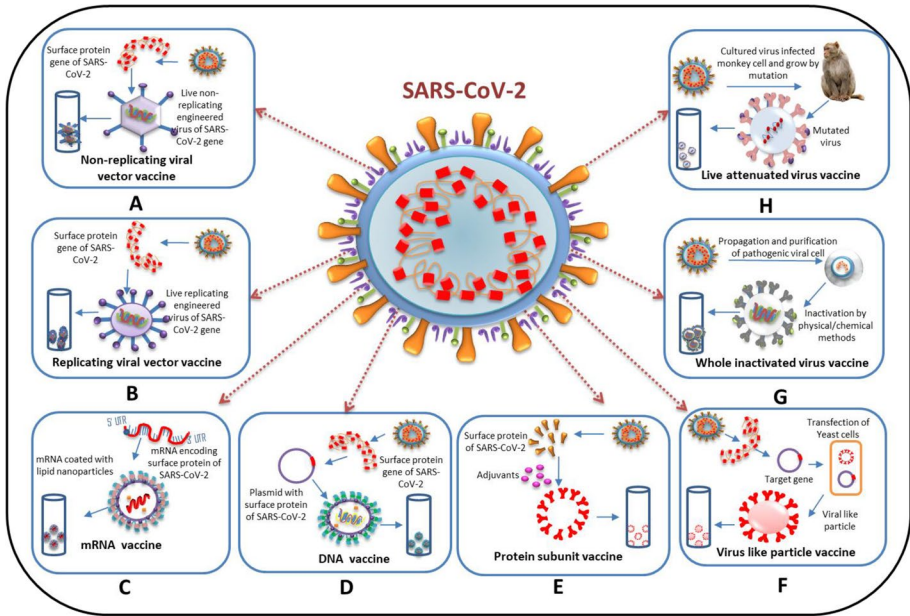 SARS-CoV-2
Surface protein
gene of SARS-
CoV-2
Live non-
replicating
engineered
virus of SARS-
CoV-2 gene
Non-replicating viral
vector vaccine
A
Surface protein
gene of SARS-
CoV-2
Live replicating
engineered
virus of SARS-
CoV-2 gene
Replicating viral vector vaccine
B
5' UTR
3' UTR
mRNA coated with
lipid nanoparticles
mRNA encoding
surface protein of
SARS-CoV-2
mRNA vaccine
C
Surface protein
gene of SARS-
CoV-2
Plasmid with
surface protein
of SARS-CoV-2
DNA vaccine
D
Surface protein
of SARS-CoV-2
Adjuvants
Protein subunit vaccine
E
Transfection of
Yeast cells
Target gene
Viral like
particle
Virus like particle vaccine
F
Propagation and purification
of pathogenic viral cell
Inactivation by
physical/chemical
methods
Whole inactivated virus vaccine
G
Cultured virus infected
monkey cell and grow by
mutation
Mutated
virus
Live attenuated virus vaccine
H